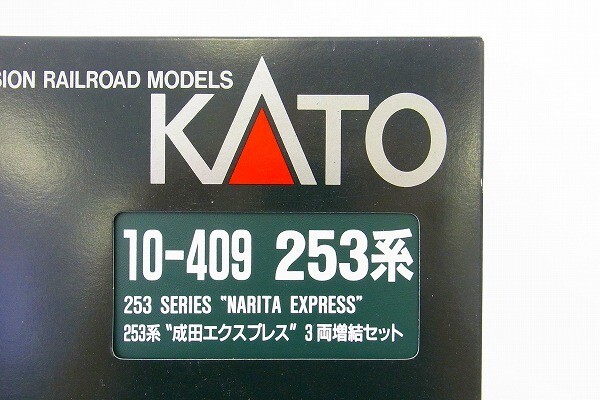 SION RAILROAD MODELS
KATO
10-409 253系
253 SERIES "NARITA EXPRESS"
253系"成田エクスプレス" 3両増結セット